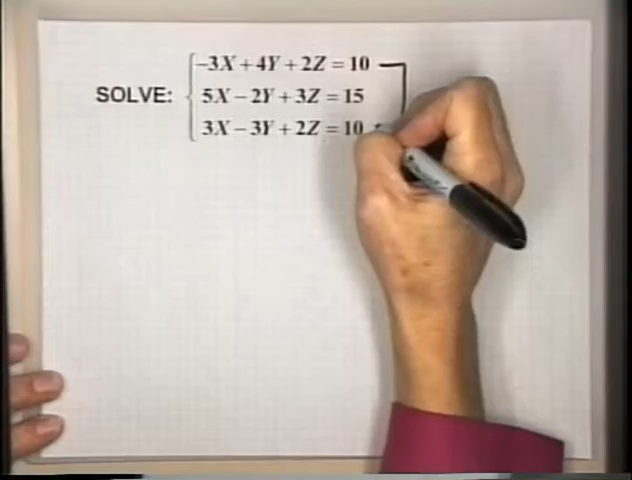 −3X + 4Y + 2Z = 10
SOLVE: 5X − 2Y + 3Z = 15
3X − 3Y + 2Z = 10